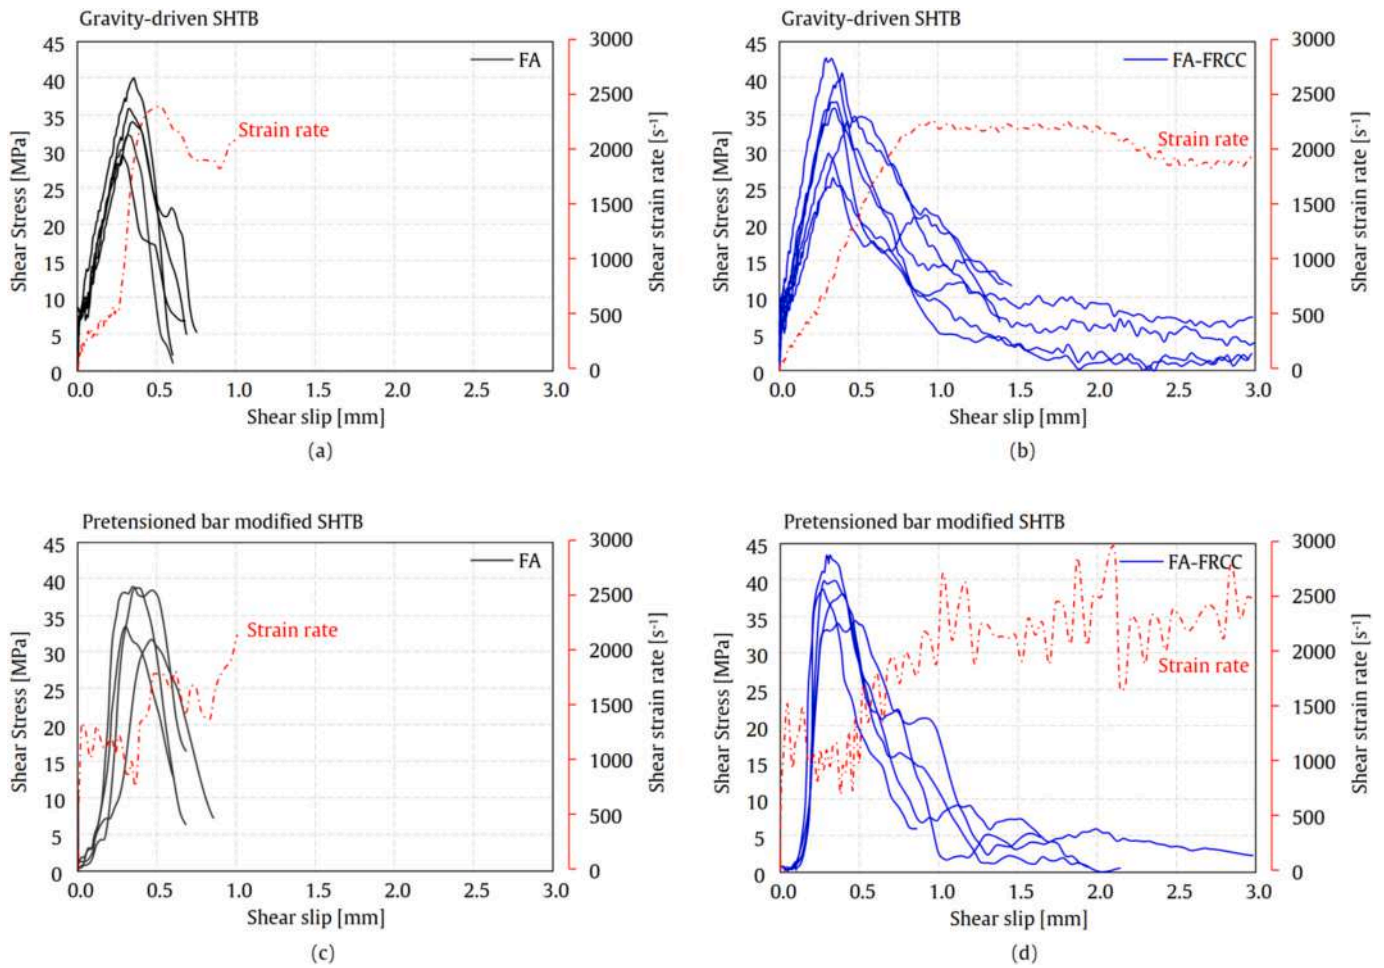 Gravity-driven SHTB
45
40
35
30
25
20
15
10
5
0
Shear Stress [MPa]
FA
Strain rate
3000
2500
2000
1500
1000
500
0
Shear strain rate [s⁻¹]
0.0 0.5 1.0 1.5 2.0 2.5 3.0
Shear slip [mm]
(a)
Gravity-driven SHTB
45
40
35
30
25
20
15
10
5
0
Shear Stress [MPa]
FA-FRCC
Strain rate
3000
2500
2000
1500
1000
500
0
Shear strain rate [s⁻¹]
0.0 0.5 1.0 1.5 2.0 2.5 3.0
Shear slip [mm]
(b)
Pretensioned bar modified SHTB
45
40
35
30
25
20
15
10
5
0
Shear Stress [MPa]
FA
Strain rate
3000
2500
2000
1500
1000
500
0
Shear strain rate [s⁻¹]
0.0 0.5 1.0 1.5 2.0 2.5 3.0
Shear slip [mm]
(c)
Pretensioned bar modified SHTB
45
40
35
30
25
20
15
10
5
0
Shear Stress [MPa]
FA-FRCC
Strain rate
3000
2500
2000
1500
1000
500
0
Shear strain rate [s⁻¹]
0.0 0.5 1.0 1.5 2.0 2.5 3.0
Shear slip [mm]
(d)